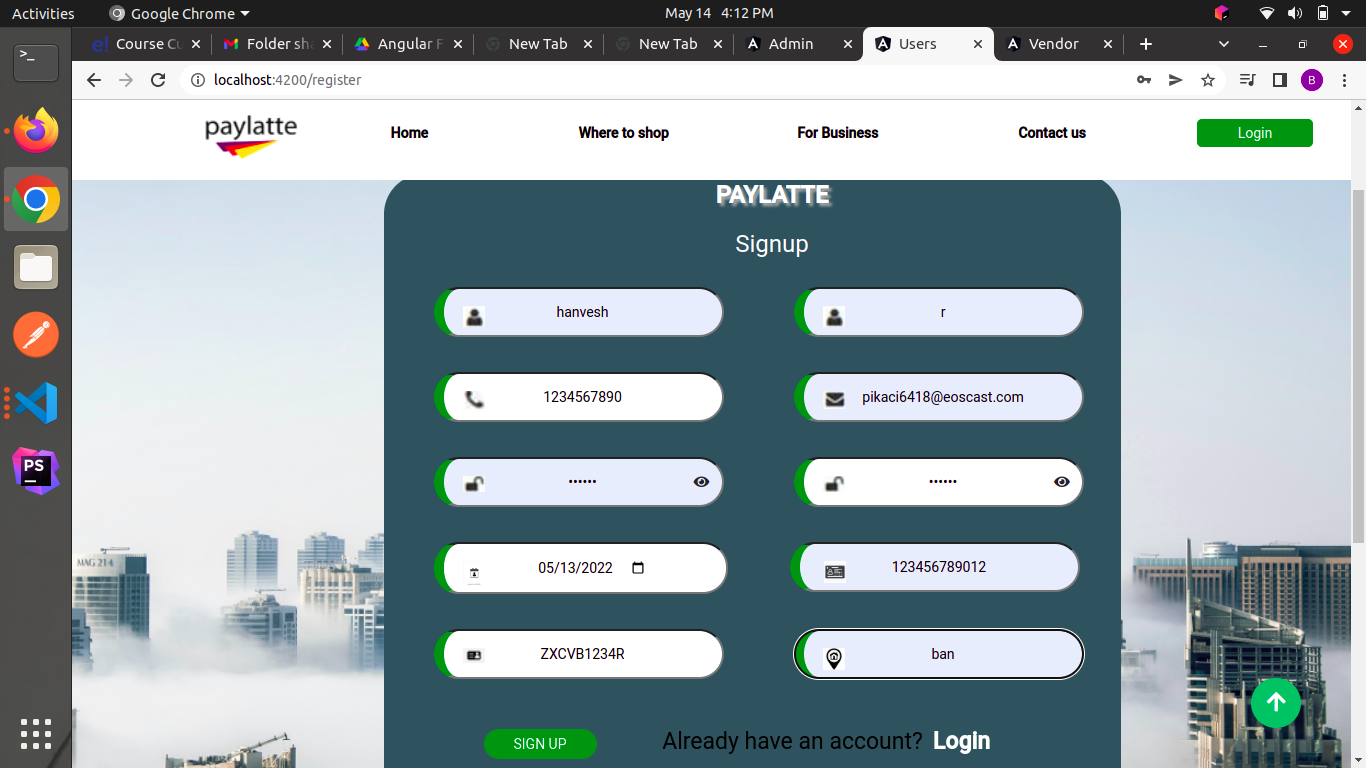 Activities Google Chrome May 14 4:12 PM
e! Course Cu Folder sha Angular F New Tab New Tab Admin Users Vendor
localhost:4200/register B
>_
paylatte Home Where to shop For Business Contact us Login
PAYLATTE
Signup
hanvesh r
1234567890 pikaci6418@eoscast.com
•••••• ••••••
PS
05/13/2022 123456789012
MAG 214
ZXCVB1234R ban
SIGN UP Already have an account? Login